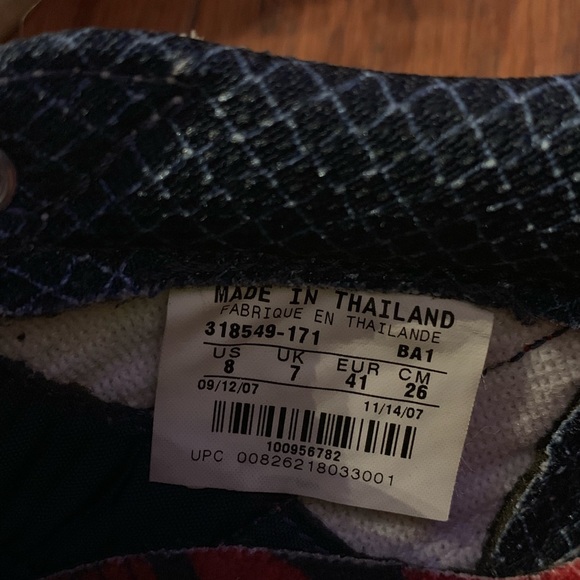 MADE IN THAILAND
FABRIQUE EN THAILANDE
318549-171 BA1
US UK EUR CM
8 7 41 26
09/12/07 11/14/07
100956782
UPC 00826218033001